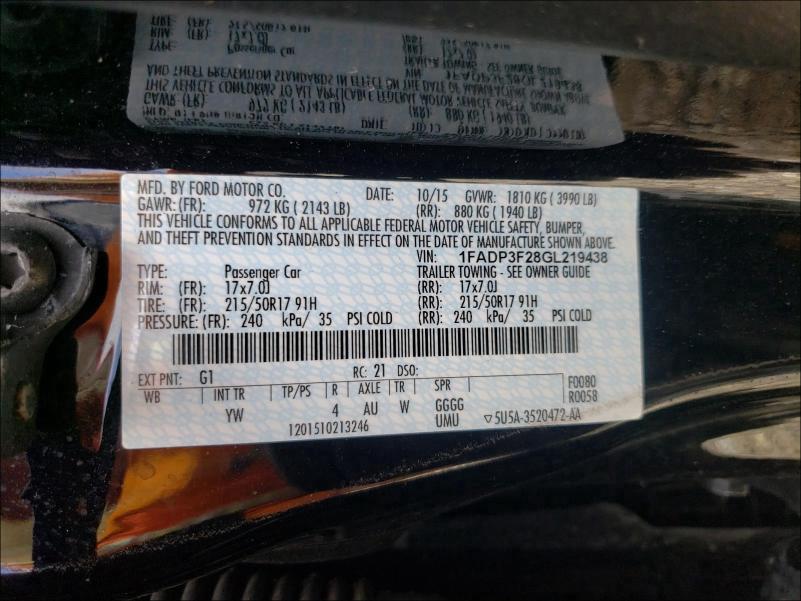 MFD. BY FORD MOTOR CO. DATE: 10/15 GVWR: 1810 KG ( 3990 LB)
GAWR: (FR): 972 KG ( 2143 LB) (RR): 880 KG ( 1940 LB)
THIS VEHICLE CONFORMS TO ALL APPLICABLE FEDERAL MOTOR VEHICLE SAFETY, BUMPER,
AND THEFT PREVENTION STANDARDS IN EFFECT ON THE DATE OF MANUFACTURE SHOWN ABOVE.
VIN: 1FADP3F28GL219438
TYPE: Passenger Car TRAILER TOWING - SEE OWNER GUIDE
RIM: (FR): 17x7.0J (RR): 17x7.0J
TIRE: (FR): 215/50R17 91H (RR): 215/50R17 91H
PRESSURE: (FR): 240 kPa/ 35 PSI COLD (RR): 240 kPa/ 35 PSI COLD
EXT PNT: G1 RC: 21 DSO:
WB INT TR TP/PS R AXLE TR SPR F0080
R0058
YW 4 AU W GGGG
UMU ▽5U5A-3520472-AA
1201510213246